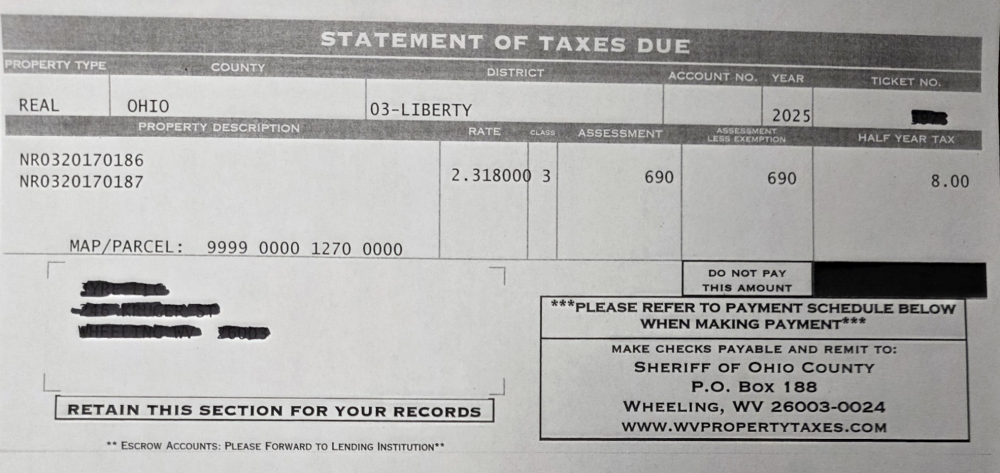 STATEMENT OF TAXES DUE
PROPERTY TYPE COUNTY DISTRICT ACCOUNT NO. YEAR TICKET NO.
REAL OHIO 03-LIBERTY 2025
PROPERTY DESCRIPTION RATE CLASS ASSESSMENT ASSESSMENT LESS EXEMPTION HALF YEAR TAX
NR0320170186
NR0320170187 2.318000 3 690 690 8.00
MAP/PARCEL: 9999 0000 1270 0000
DO NOT PAY
THIS AMOUNT
***PLEASE REFER TO PAYMENT SCHEDULE BELOW
WHEN MAKING PAYMENT***
MAKE CHECKS PAYABLE AND REMIT TO:
SHERIFF OF OHIO COUNTY
P.O. BOX 188
WHEELING, WV 26003-0024
WWW.WVPROPERTYTAXES.COM
RETAIN THIS SECTION FOR YOUR RECORDS
** ESCROW ACCOUNTS: PLEASE FORWARD TO LENDING INSTITUTION**